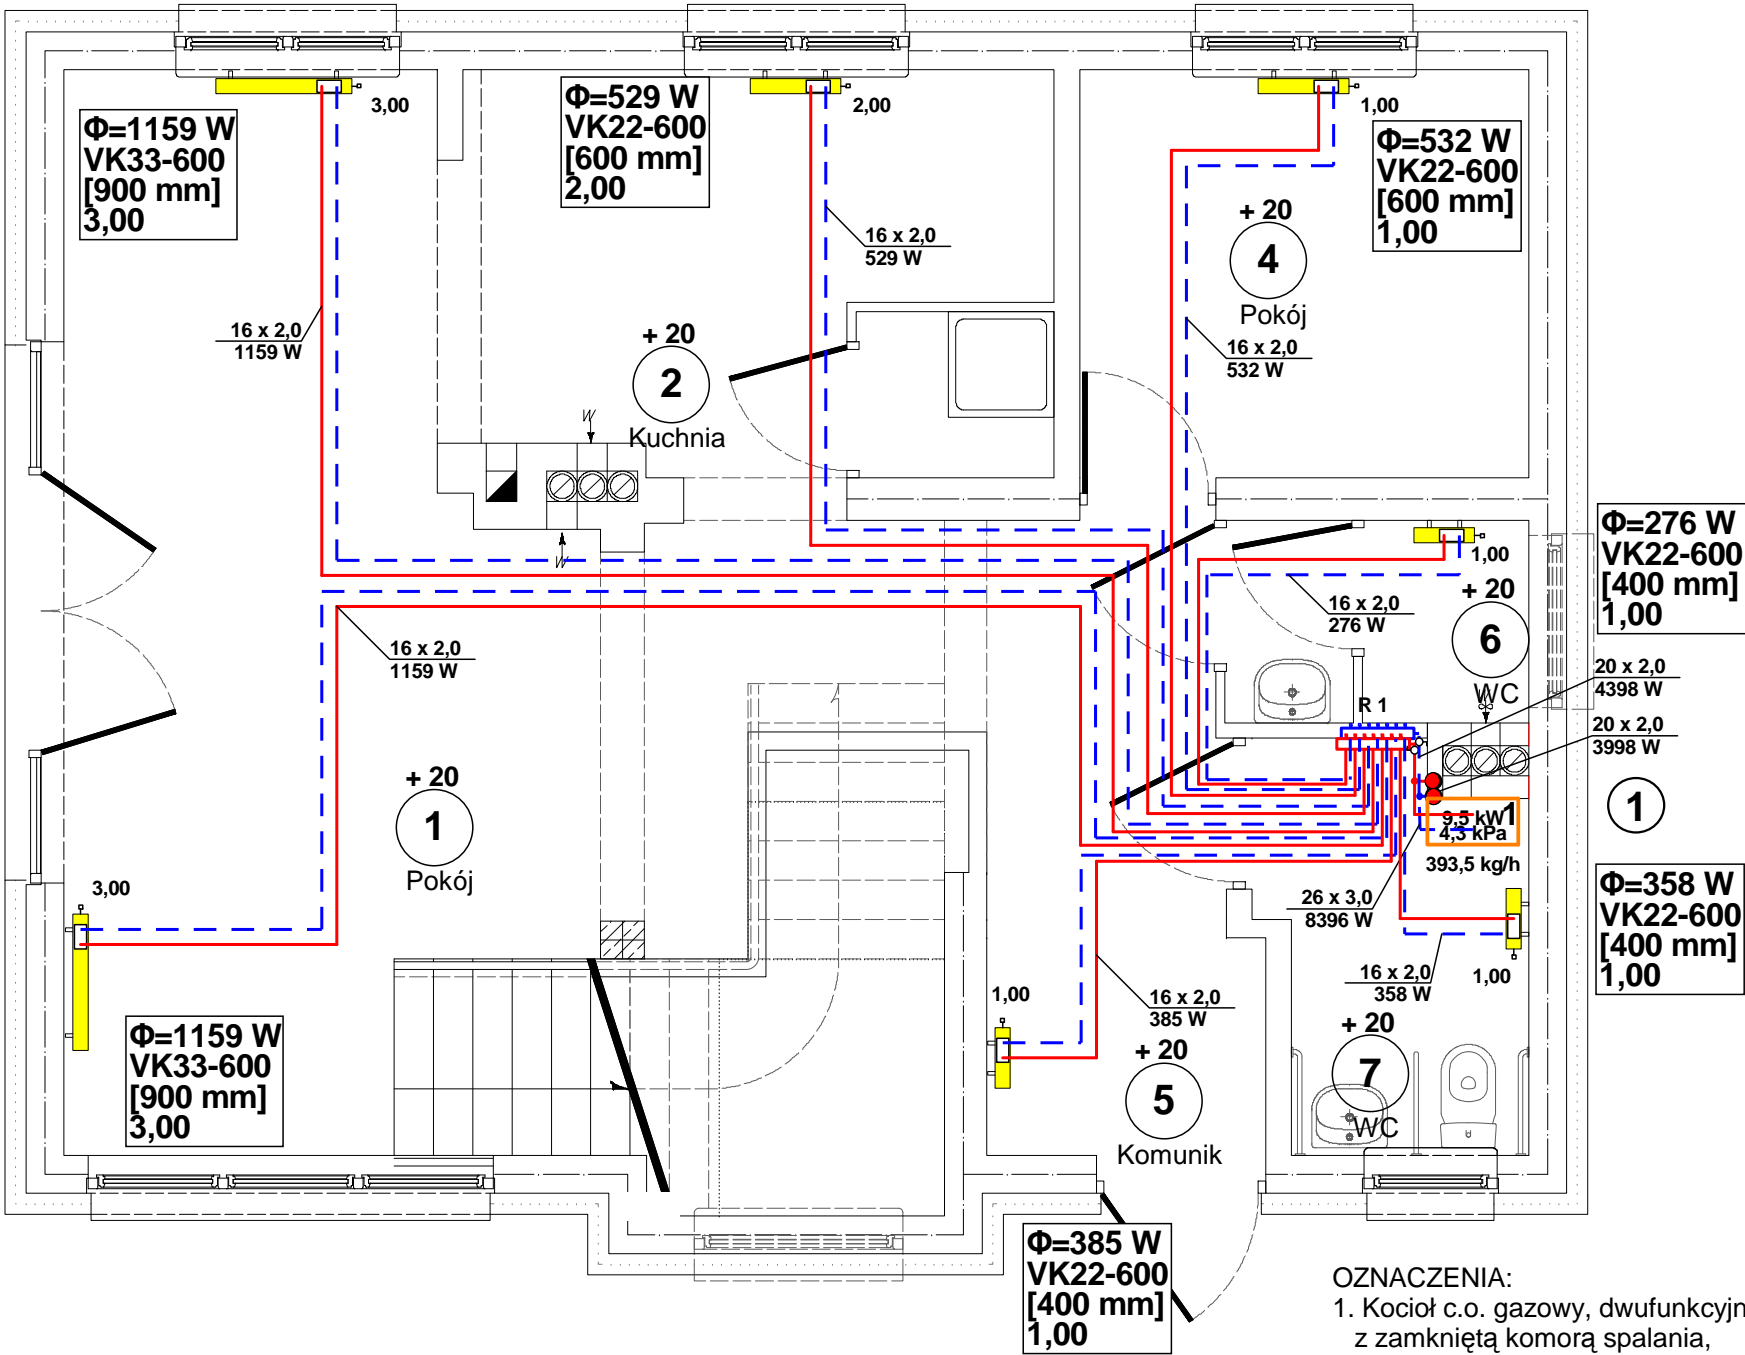 Φ=1159 W
VK33-600
[900 mm]
3,00
3,00
Φ=529 W
VK22-600
[600 mm]
2,00
2,00
1,00
Φ=532 W
VK22-600
[600 mm]
1,00
16 x 2,0
529 W
+ 20
4
Pokój
16 x 2,0
1159 W
+ 20
2
Kuchnia
16 x 2,0
532 W
W
W
1,00
Φ=276 W
VK22-600
[400 mm]
1,00
16 x 2,0
276 W
+ 20
6
WC
16 x 2,0
1159 W
20 x 2,0
4398 W
R 1
20 x 2,0
3998 W
+ 20
1
Pokój
1
9,5 kW
4,3 kPa
1
393,5 kg/h
3,00
26 x 3,0
8396 W
Φ=358 W
VK22-600
[400 mm]
1,00
16 x 2,0
358 W
1,00
1,00
16 x 2,0
385 W
+ 20
7
WC
Φ=1159 W
VK33-600
[900 mm]
3,00
+ 20
5
Komunik
Φ=385 W
VK22-600
[400 mm]
1,00
OZNACZENIA:
1. Kocioł c.o. gazowy, dwufunkcyjn
z zamkniętą komorą spalania,